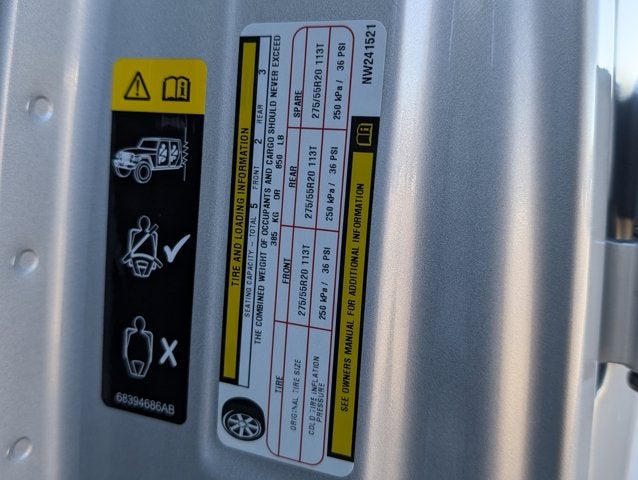 68394686AB
TIRE AND LOADING INFORMATION
SEATING CAPACITY - TOTAL 5 FRONT 2 REAR 3
THE COMBINED WEIGHT OF OCCUPANTS AND CARGO SHOULD NEVER EXCEED
385 KG OR 850 LB
TIRE FRONT REAR SPARE
ORIGINAL TIRE SIZE 275/55R20 113T 275/55R20 113T 275/55R20 113T
COLD TIRE INFLATION
PRESSURE 250 kPa / 36 PSI 250 kPa / 36 PSI 250 kPa / 36 PSI
SEE OWNERS MANUAL FOR ADDITIONAL INFORMATION
NW241521